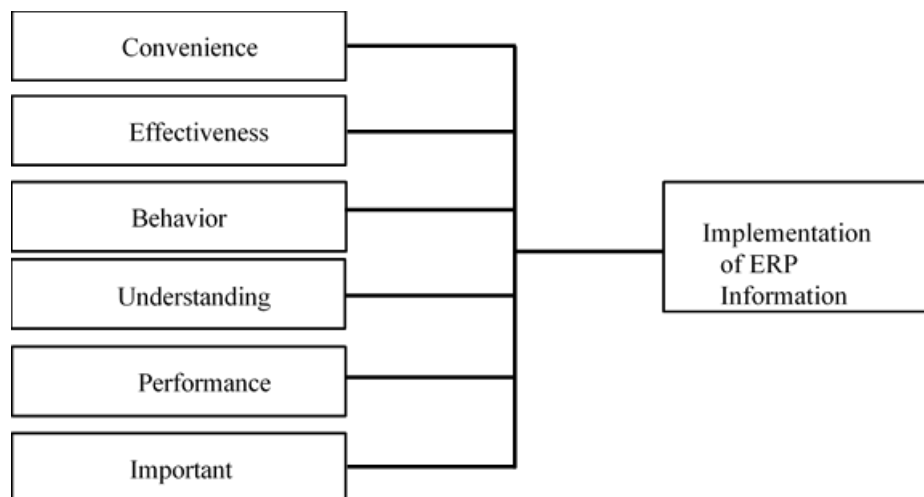 Convenience
Effectiveness
Behavior
Understanding
Performance
Important
Implementation
of ERP
Information